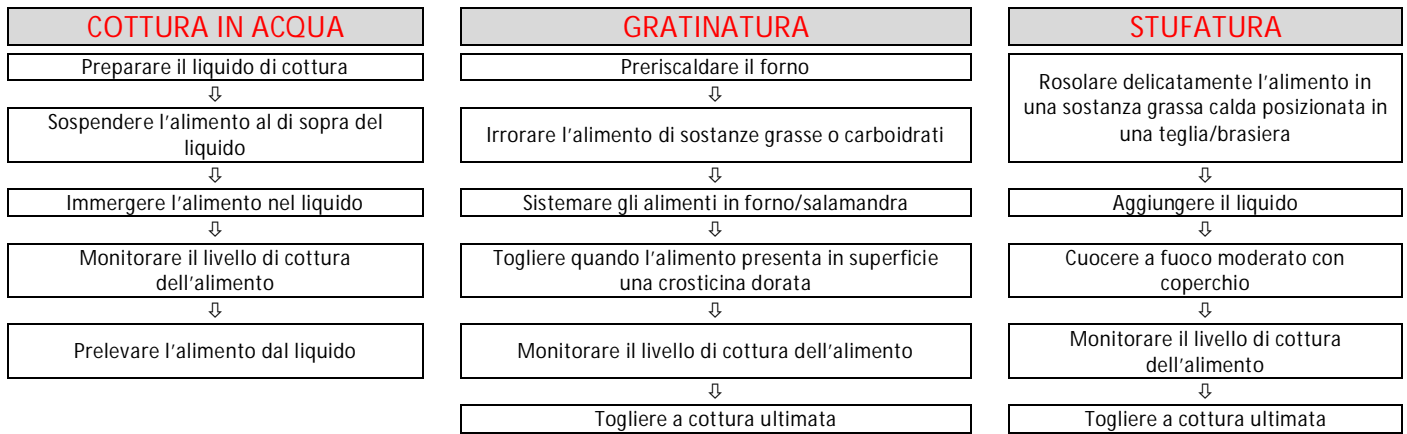 COTTURA IN ACQUA
Preparare il liquido di cottura
⇩
Sospendere l'alimento al di sopra del
liquido
⇩
Immergere l'alimento nel liquido
⇩
Monitorare il livello di cottura
dell'alimento
⇩
Prelevare l'alimento dal liquido
GRATINATURA
Preriscaldare il forno
⇩
Irrorare l'alimento di sostanze grasse o carboidrati
⇩
Sistemare gli alimenti in forno/salamandra
⇩
Togliere quando l'alimento presenta in superficie
una crosticina dorata
⇩
Monitorare il livello di cottura dell'alimento
⇩
Togliere a cottura ultimata
STUFATURA
Rosolare delicatamente l'alimento in
una sostanza grassa calda posizionata in
una teglia/brasiera
⇩
Aggiungere il liquido
⇩
Cuocere a fuoco moderato con
coperchio
⇩
Monitorare il livello di cottura
dell'alimento
⇩
Togliere a cottura ultimata